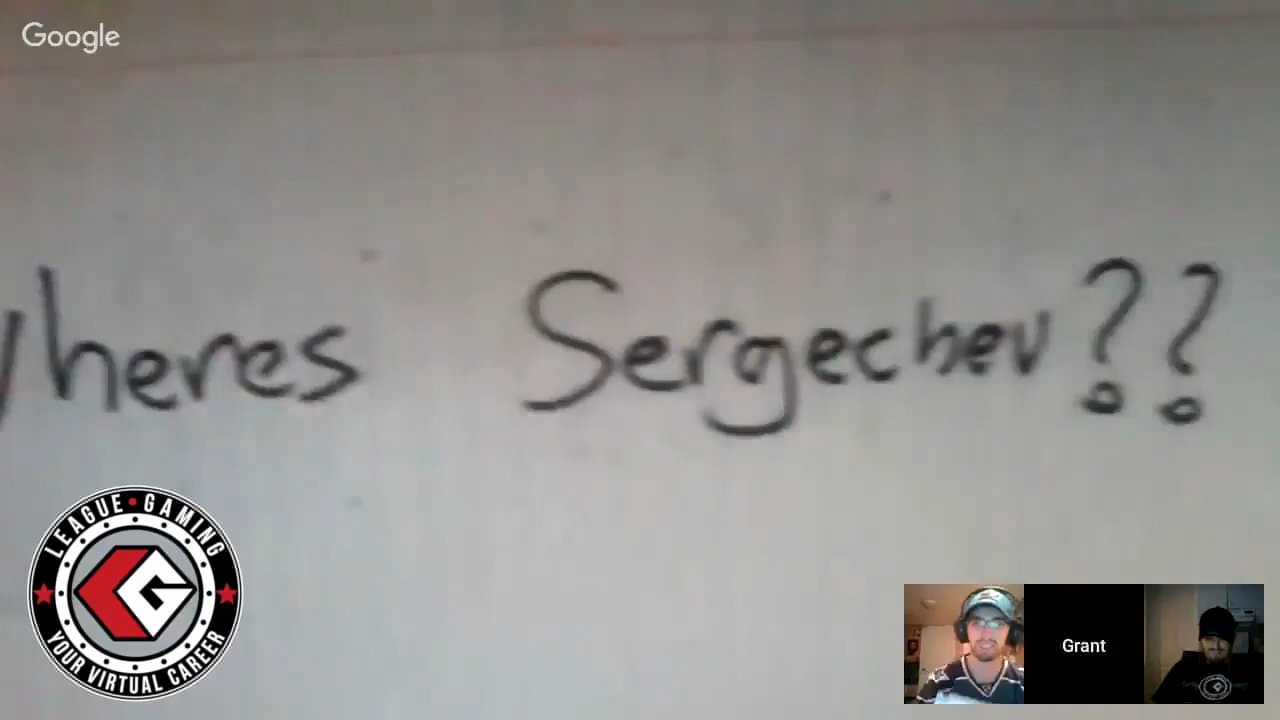 Google
heres Sergechev??
LEAGUE • GAMING
YOUR VIRTUAL CAREER
Grant